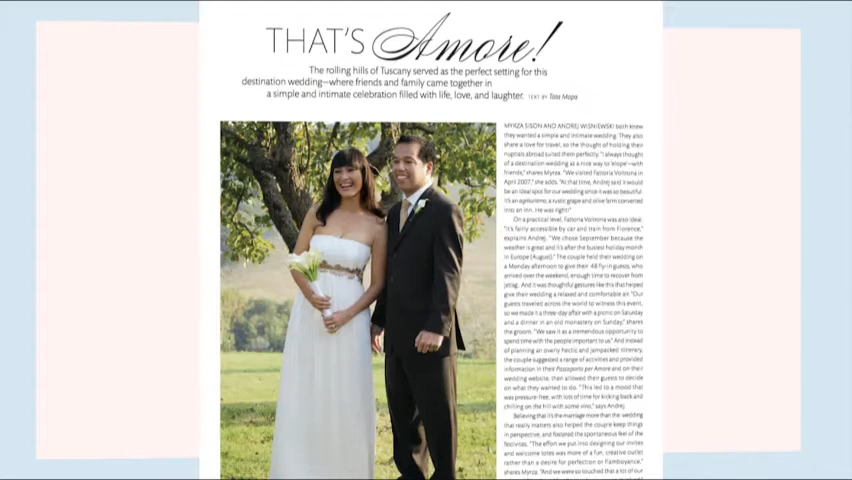 THAT'S Amore!
The rolling hills of Tuscany served as the perfect setting for this
destination wedding—where friends and family came together in
a simple and intimate celebration filled with life, love, and laughter. TEXT BY Tata Mapa
MYRZA SISON AND ANDREJ WISNIEWSKI both knew
they wanted a simple and intimate wedding. They also
share a love for travel, so the thought of holding their
nuptials abroad suited them perfectly. "I always thought
of a destination wedding as a nice way to 'elope'—with
friends," shares Myrza. "We visited Fattoria Voltrona in
April 2007," she adds. "At that time, Andrej said it would
be an ideal spot for our wedding since it was so beautiful.
It's an agriturismo, a rustic grape and olive farm converted
into an inn. He was right!"
On a practical level, Fattoria Voltrona was also ideal.
"It's fairly accessible by car and train from Florence,"
explains Andrej. "We chose September because the
weather is great and it's after the busiest holiday month
in Europe (August)." The couple held their wedding on
a Monday afternoon to give their 48 fly-in guests, who
arrived over the weekend, enough time to recover from
jetlag. And it was thoughtful gestures like this that helped
give their wedding a relaxed and comfortable air. "Our
guests traveled across the world to witness this event,
so we made it a three-day affair with a picnic on Saturday
and a dinner in an old monastery on Sunday," shares
the groom. "We saw it as a tremendous opportunity to
spend time with the people important to us." And instead
of planning an overly hectic and jampacked itinerary,
the couple suggested a range of activities and provided
information in their Passaporto per Amore and on their
wedding website, then allowed their guests to decide
on what they wanted to do. "This led to a mood that
was pressure-free, with lots of time for kicking back and
chilling on the hill with some vino," says Andrej.
Believing that it's the marriage more than the wedding
that really matters also helped the couple keep things
in perspective, and fostered the spontaneous feel of the
festivities. "The effort we put into designing our invites
and welcome totes was more of a fun, creative outlet
rather than a desire for perfection or flamboyance,"
shares Myrza. "And we were so touched that a lot of our